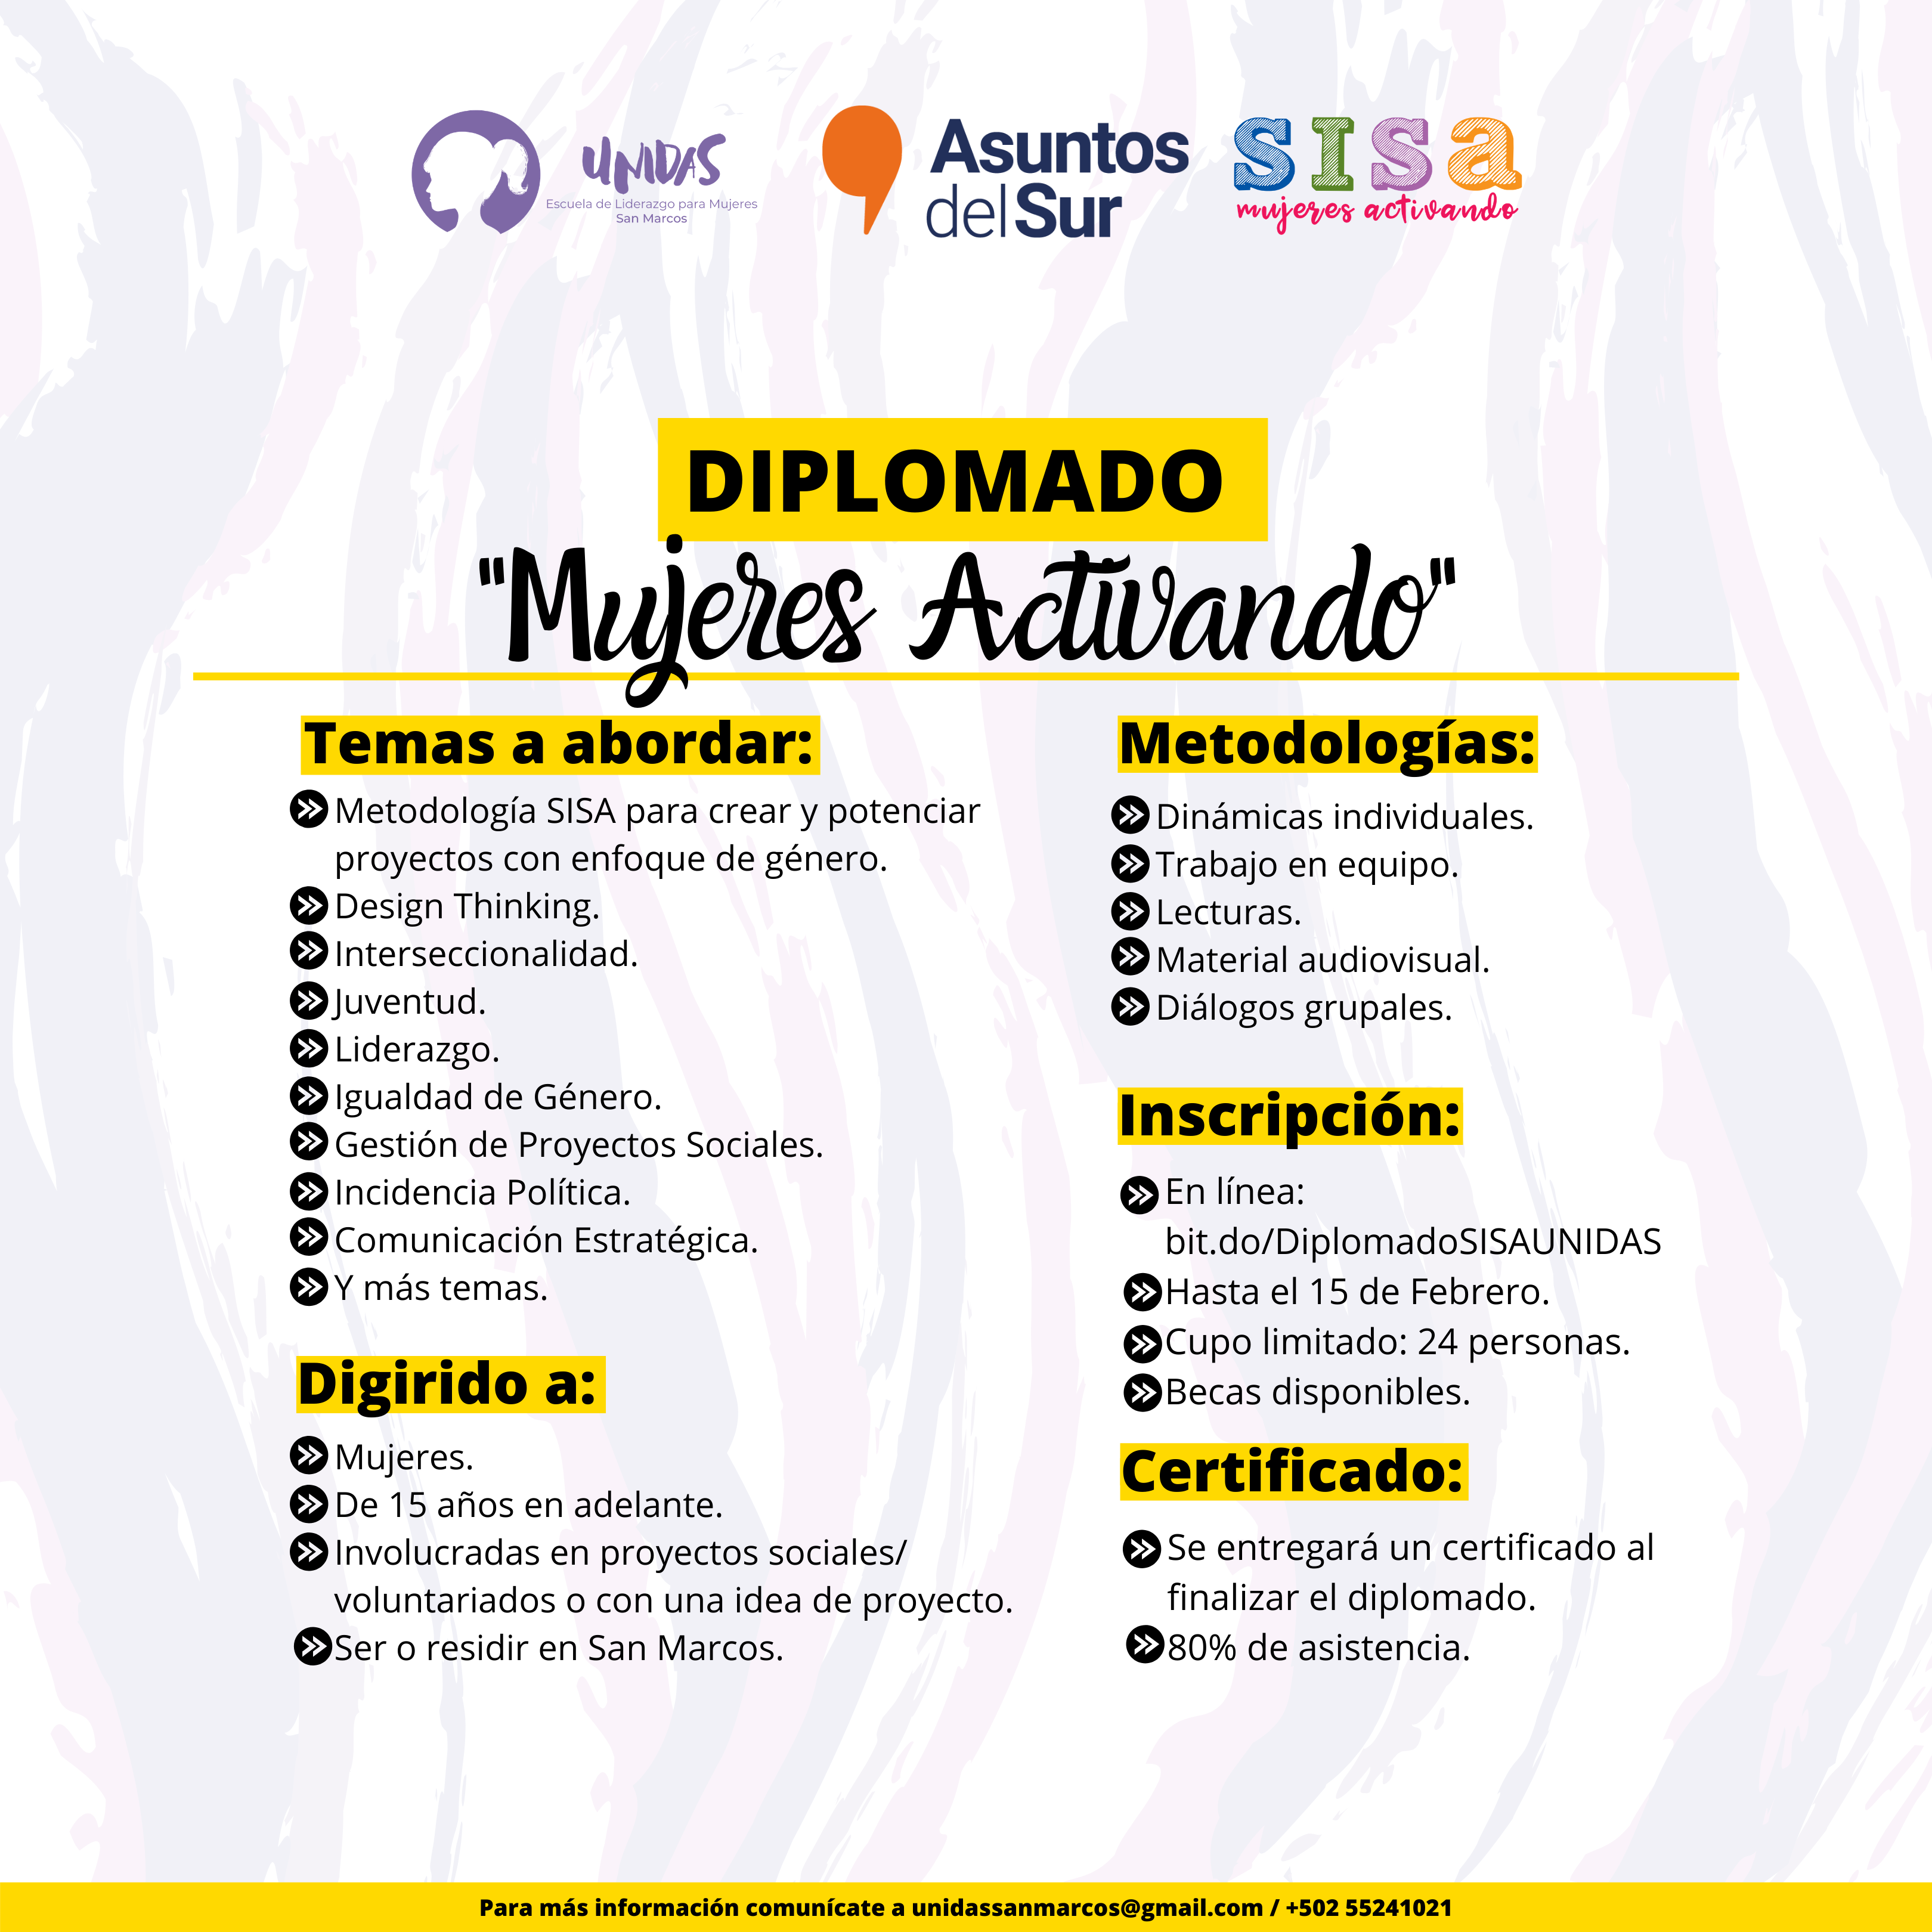 UNIDAS
Escuela de Liderazgo para Mujeres
San Marcos
Asuntos
del Sur
SISa
mujeres activando
DIPLOMADO
"Mujeres Activando"
Temas a abordar:
Metodología SISA para crear y potenciar
proyectos con enfoque de género.
Design Thinking.
Interseccionalidad.
Juventud.
Liderazgo.
Igualdad de Género.
Gestión de Proyectos Sociales.
Incidencia Política.
Comunicación Estratégica.
Y más temas.
Digirido a:
Mujeres.
De 15 años en adelante.
Involucradas en proyectos sociales/
voluntariados o con una idea de proyecto.
Ser o residir en San Marcos.
Metodologías:
Dinámicas individuales.
Trabajo en equipo.
Lecturas.
Material audiovisual.
Diálogos grupales.
Inscripción:
En línea:
bit.do/DiplomadoSISAUNIDAS
Hasta el 15 de Febrero.
Cupo limitado: 24 personas.
Becas disponibles.
Certificado:
Se entregará un certificado al
finalizar el diplomado.
80% de asistencia.
Para más información comunícate a unidassanmarcos@gmail.com / +502 55241021